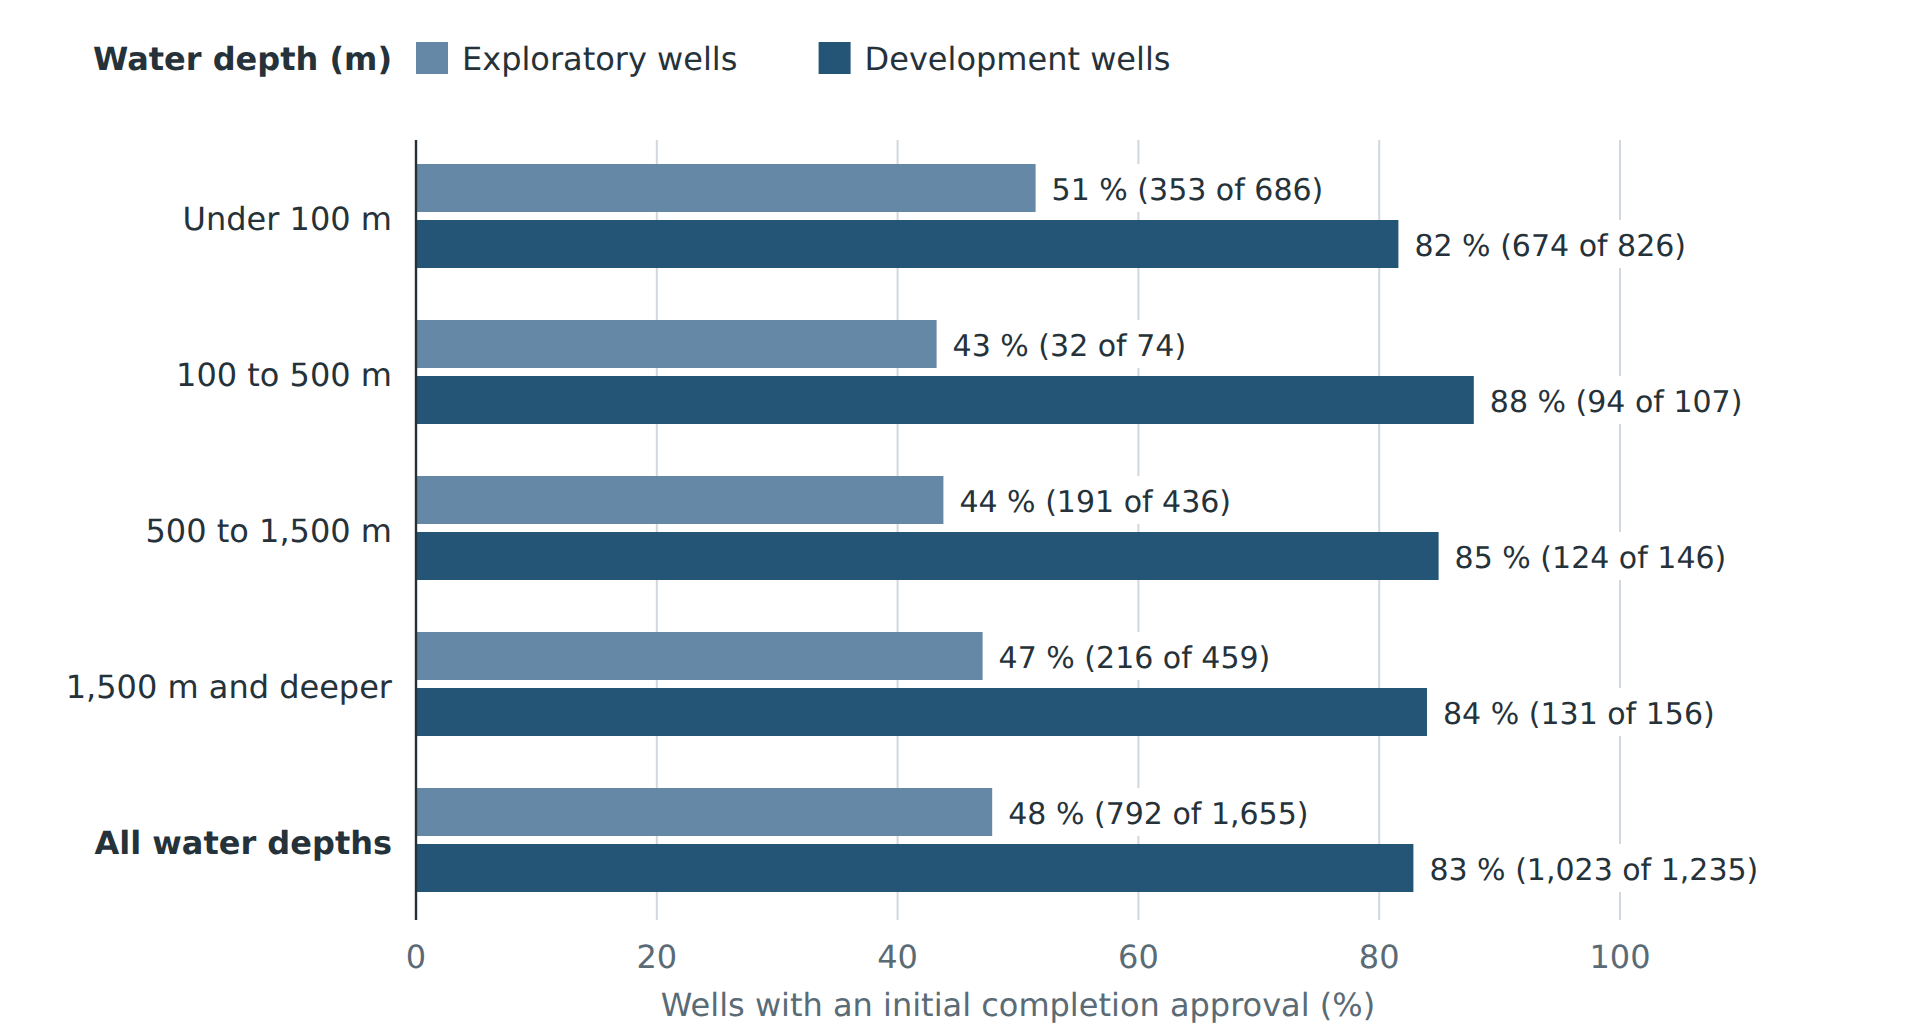 Water depth (m) Exploratory wells Development wells
51 % (353 of 686)
Under 100 m
82 % (674 of 826)
43 % (32 of 74)
100 to 500 m
88 % (94 of 107)
44 % (191 of 436)
500 to 1,500 m
85 % (124 of 146)
47 % (216 of 459)
1,500 m and deeper
84 % (131 of 156)
48 % (792 of 1,655)
All water depths
83 % (1,023 of 1,235)
0 20 40 60 80 100
Wells with an initial completion approval (%)